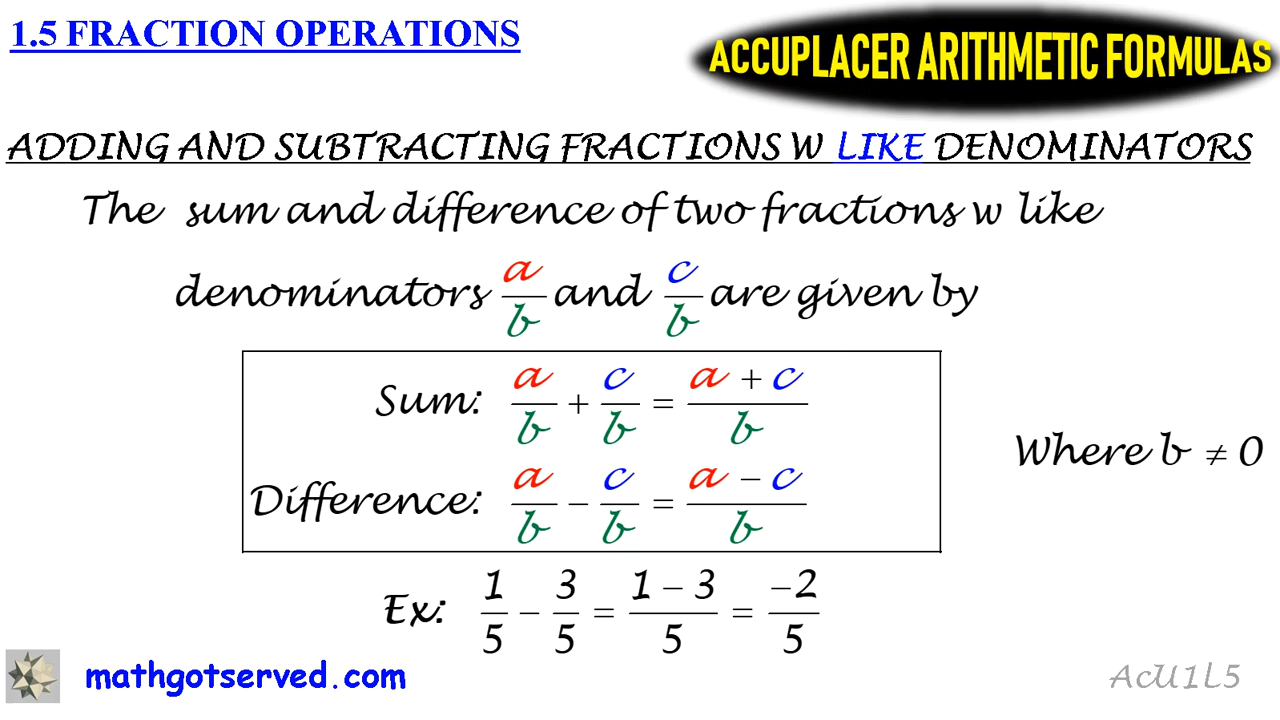 1.5 FRACTION OPERATIONS
ACCUPLACER ARITHMETIC FORMULAS
ADDING AND SUBTRACTING FRACTIONS W LIKE DENOMINATORS
The sum and difference of two fractions w like
denominators a/b and c/b are given by
Sum: a/b + c/b = (a + c)/b
Difference: a/b − c/b = (a − c)/b
Where b ≠ 0
Ex: 1/5 − 3/5 = (1 − 3)/5 = −2/5
mathgotserved.com
AcU1L5